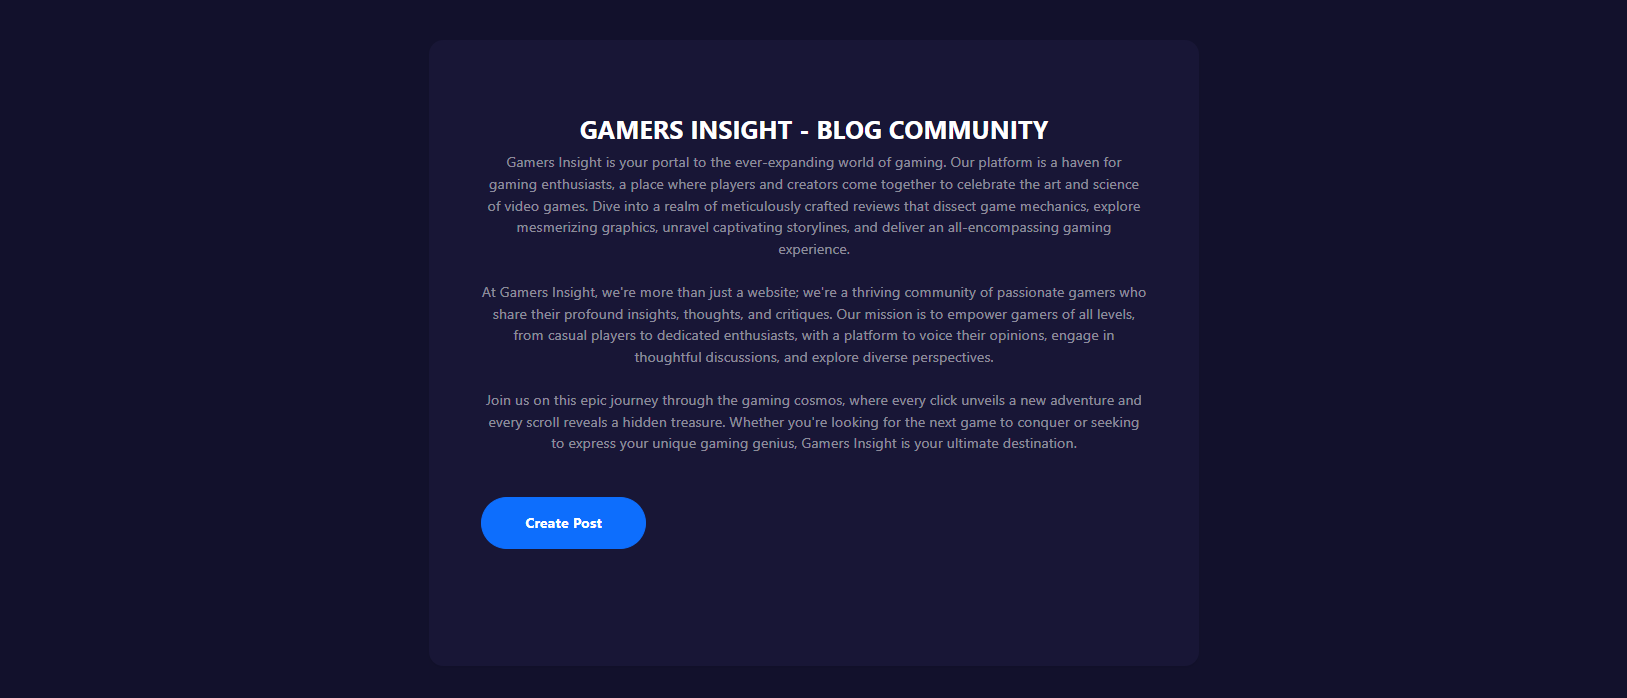 GAMERS INSIGHT - BLOG COMMUNITY
Gamers Insight is your portal to the ever-expanding world of gaming. Our platform is a haven for
gaming enthusiasts, a place where players and creators come together to celebrate the art and science
of video games. Dive into a realm of meticulously crafted reviews that dissect game mechanics, explore
mesmerizing graphics, unravel captivating storylines, and deliver an all-encompassing gaming
experience.
At Gamers Insight, we're more than just a website; we're a thriving community of passionate gamers who
share their profound insights, thoughts, and critiques. Our mission is to empower gamers of all levels,
from casual players to dedicated enthusiasts, with a platform to voice their opinions, engage in
thoughtful discussions, and explore diverse perspectives.
Join us on this epic journey through the gaming cosmos, where every click unveils a new adventure and
every scroll reveals a hidden treasure. Whether you're looking for the next game to conquer or seeking
to express your unique gaming genius, Gamers Insight is your ultimate destination.
Create Post